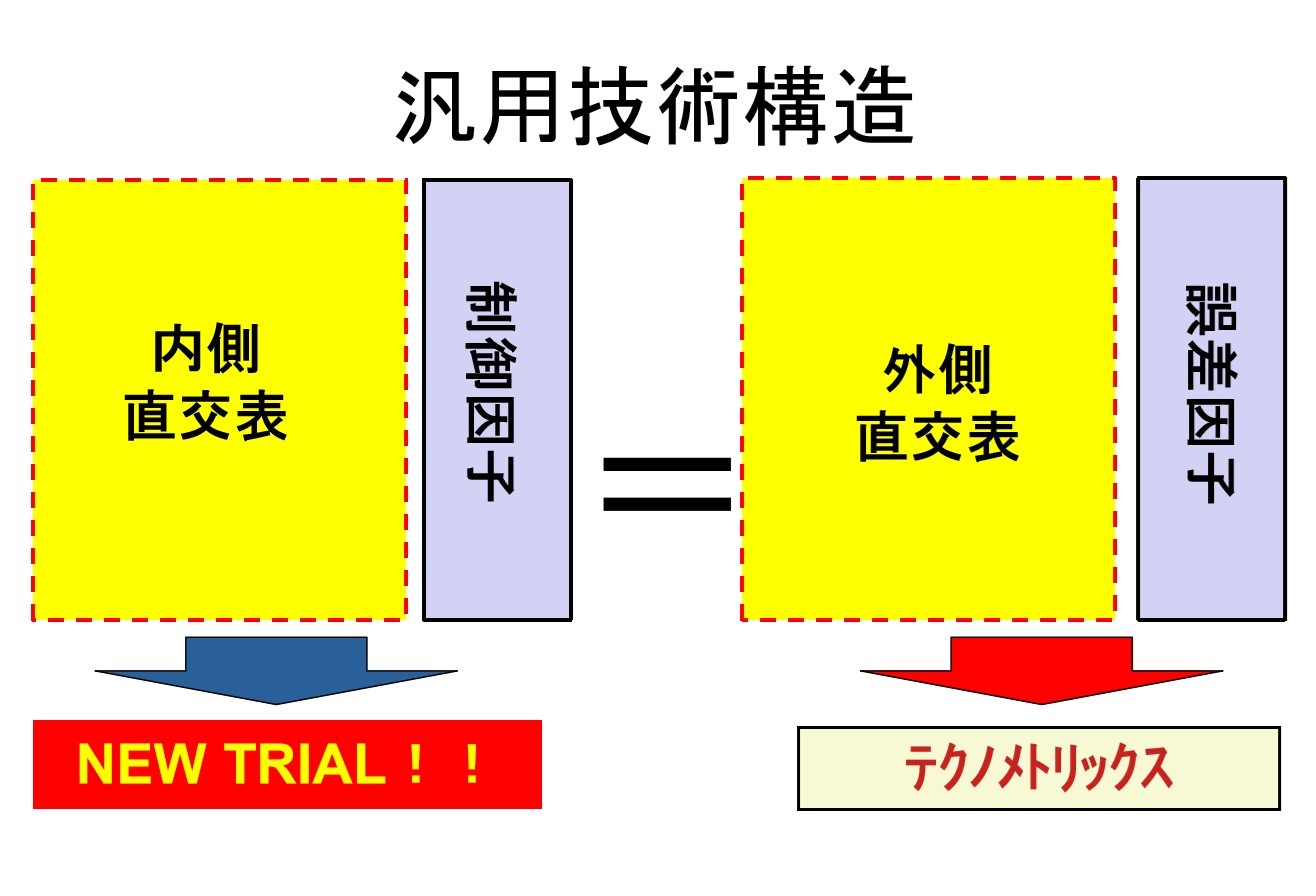 汎用技術構造
内側
直交表
制御因子
＝
外側
直交表
誤差因子
NEW TRIAL！！
テクノメトリックス